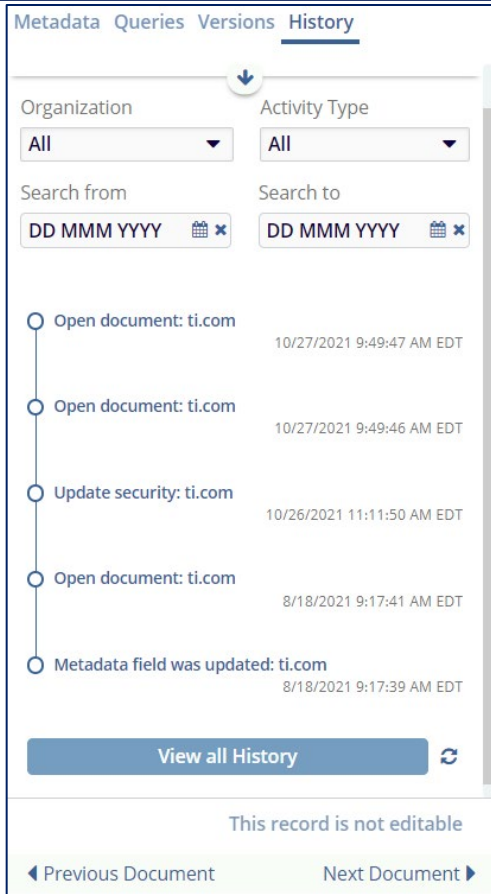 Metadata Queries Versions History
Organization Activity Type
All All
Search from Search to
DD MMM YYYY DD MMM YYYY
Open document: ti.com
10/27/2021 9:49:47 AM EDT
Open document: ti.com
10/27/2021 9:49:46 AM EDT
Update security: ti.com
10/26/2021 11:11:50 AM EDT
Open document: ti.com
8/18/2021 9:17:41 AM EDT
Metadata field was updated: ti.com
8/18/2021 9:17:39 AM EDT
View all History
This record is not editable
Previous Document Next Document